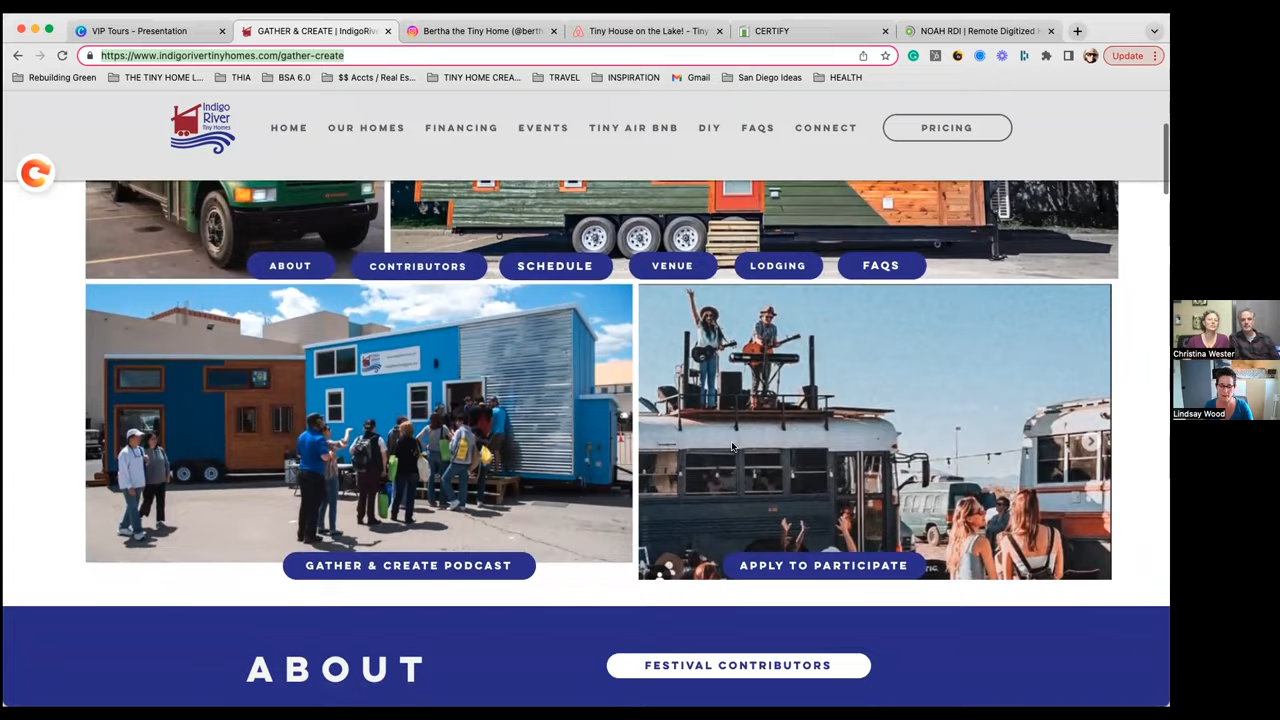 VIP Tours - Presentation
GATHER & CREATE | IndigoRiv
Bertha the Tiny Home (@berth
Tiny House on the Lake! - Tiny
CERTIFY
NOAH RDI | Remote Digitized
https://www.indigorivertinyhomes.com/gather-create
Update
Rebuilding Green
THE TINY HOME L...
THIA
BSA 6.0
$$ Accts / Real Es...
TINY HOME CREA...
TRAVEL
INSPIRATION
Gmail
San Diego Ideas
HEALTH
Indigo
River
Tiny Homes
HOME
OUR HOMES
FINANCING
EVENTS
TINY AIR BNB
DIY
FAQS
CONNECT
PRICING
ABOUT
CONTRIBUTORS
SCHEDULE
VENUE
LODGING
FAQS
GATHER & CREATE PODCAST
APPLY TO PARTICIPATE
ABOUT
FESTIVAL CONTRIBUTORS
Christina Wester
Lindsay Wood